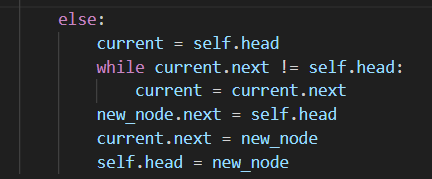 else:
    current = self.head
    while current.next != self.head:
        current = current.next
    new_node.next = self.head
    current.next = new_node
    self.head = new_node